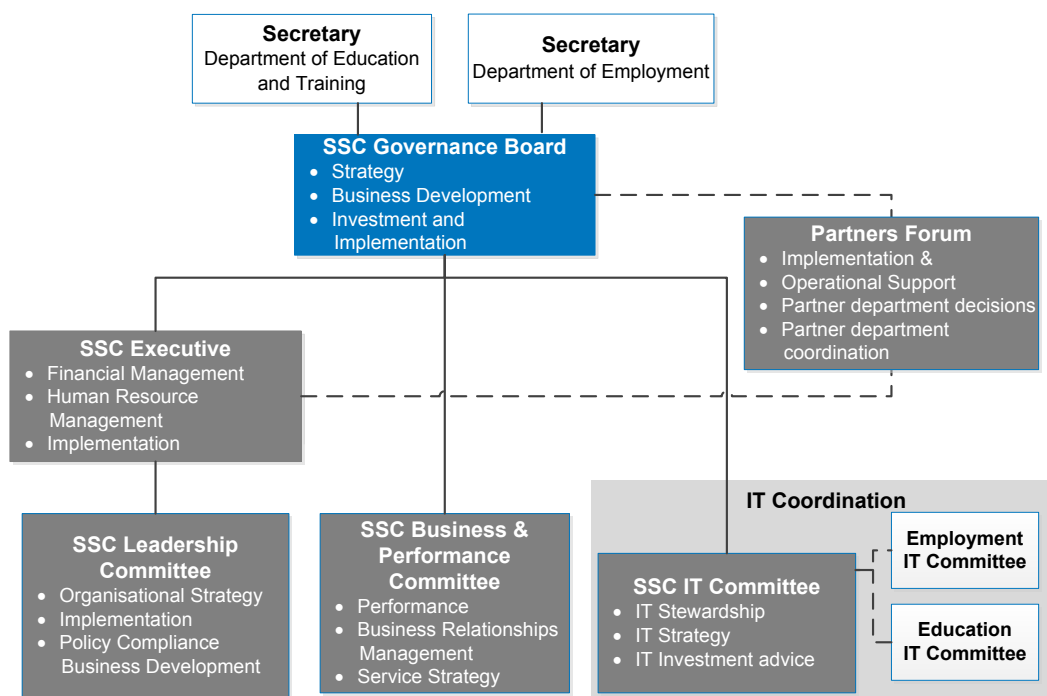 Secretary
Department of Education
and Training
Secretary
Department of Employment
SSC Governance Board
• Strategy
• Business Development
• Investment and
Implementation
Partners Forum
• Implementation &
• Operational Support
• Partner department decisions
• Partner department
coordination
SSC Executive
• Financial Management
• Human Resource
Management
• Implementation
SSC Leadership
Committee
• Organisational Strategy
• Implementation
• Policy Compliance
Business Development
SSC Business &
Performance
Committee
• Performance
• Business Relationships
Management
• Service Strategy
IT Coordination
SSC IT Committee
• IT Stewardship
• IT Strategy
• IT Investment advice
Employment
IT Committee
Education
IT Committee